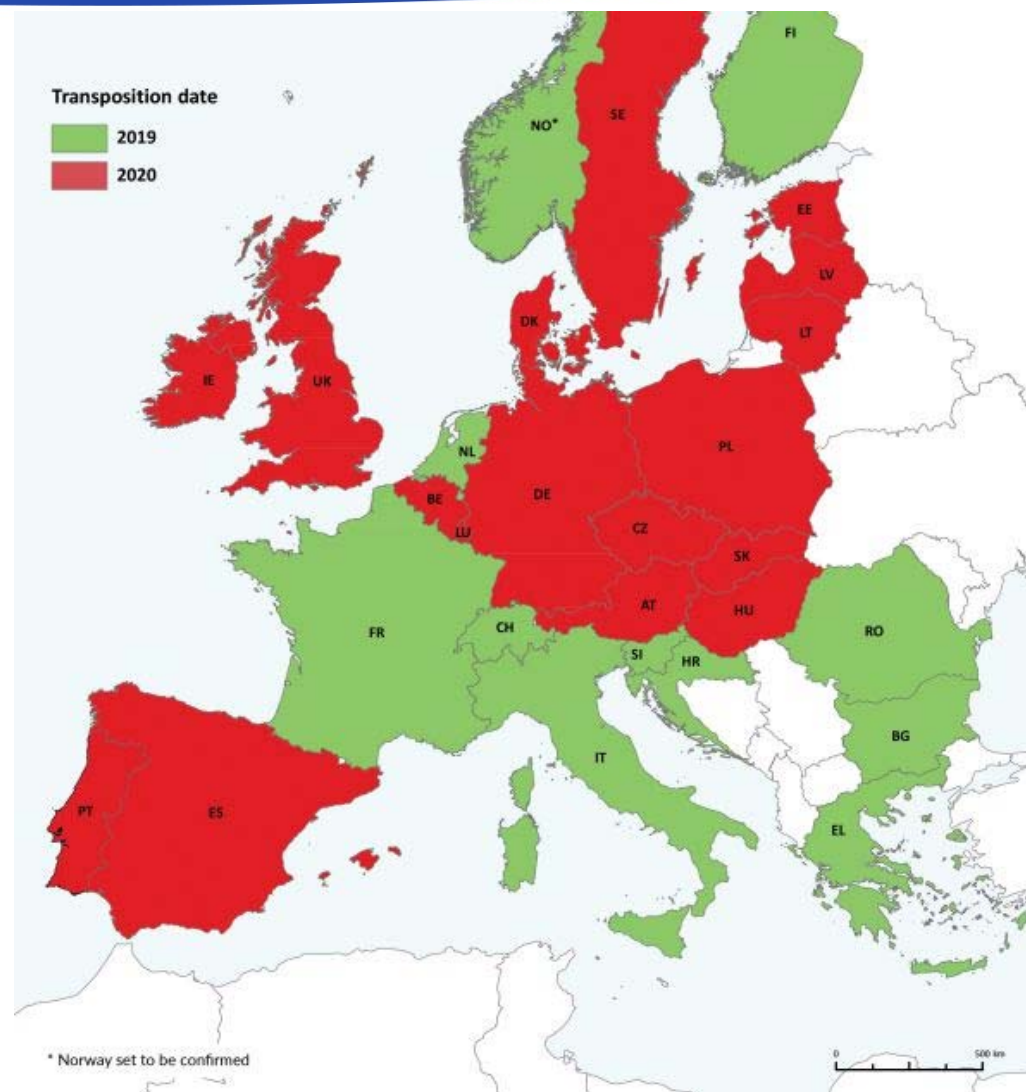 Transposition date
2019
2020
FI
NO*
SE
EE
LV
LT
DK
IE
UK
NL
PL
BE
DE
LU
CZ
SK
AT
HU
FR
CH
RO
SI
HR
BG
IT
PT
ES
EL
* Norway set to be confirmed
0 500 km